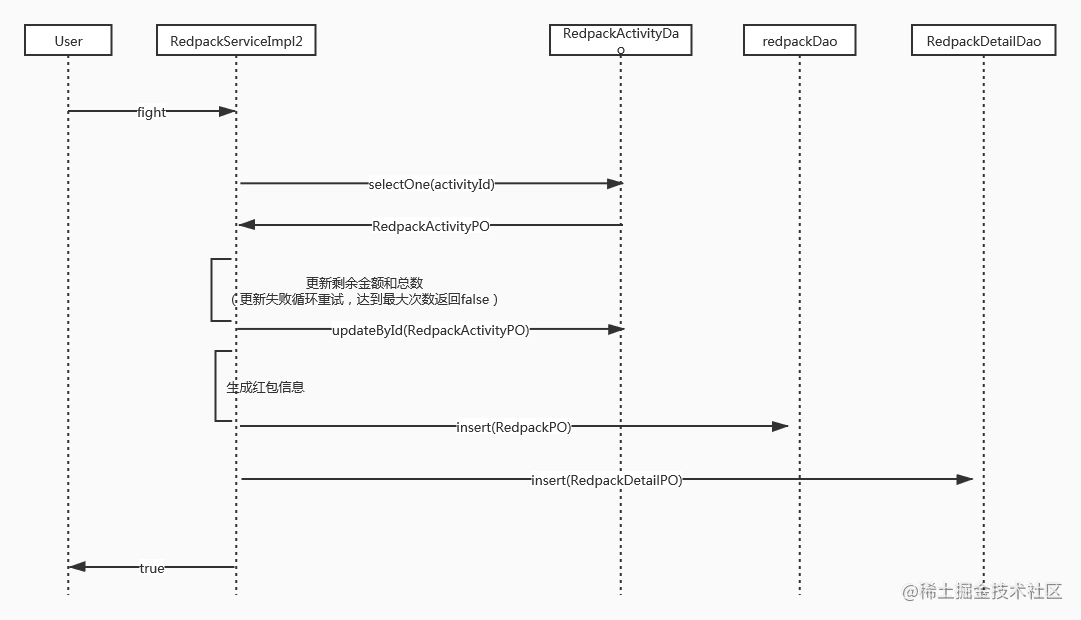 User
RedpackServiceImpl2
RedpackActivityDa
o
redpackDao
RedpackDetailDao
fight
selectOne(activityId)
RedpackActivityPO
更新剩余金额和总数
（更新失败循环重试，达到最大次数返回false）
updateById(RedpackActivityPO)
生成红包信息
insert(RedpackPO)
insert(RedpackDetailPO)
true
@稀土掘金技术社区